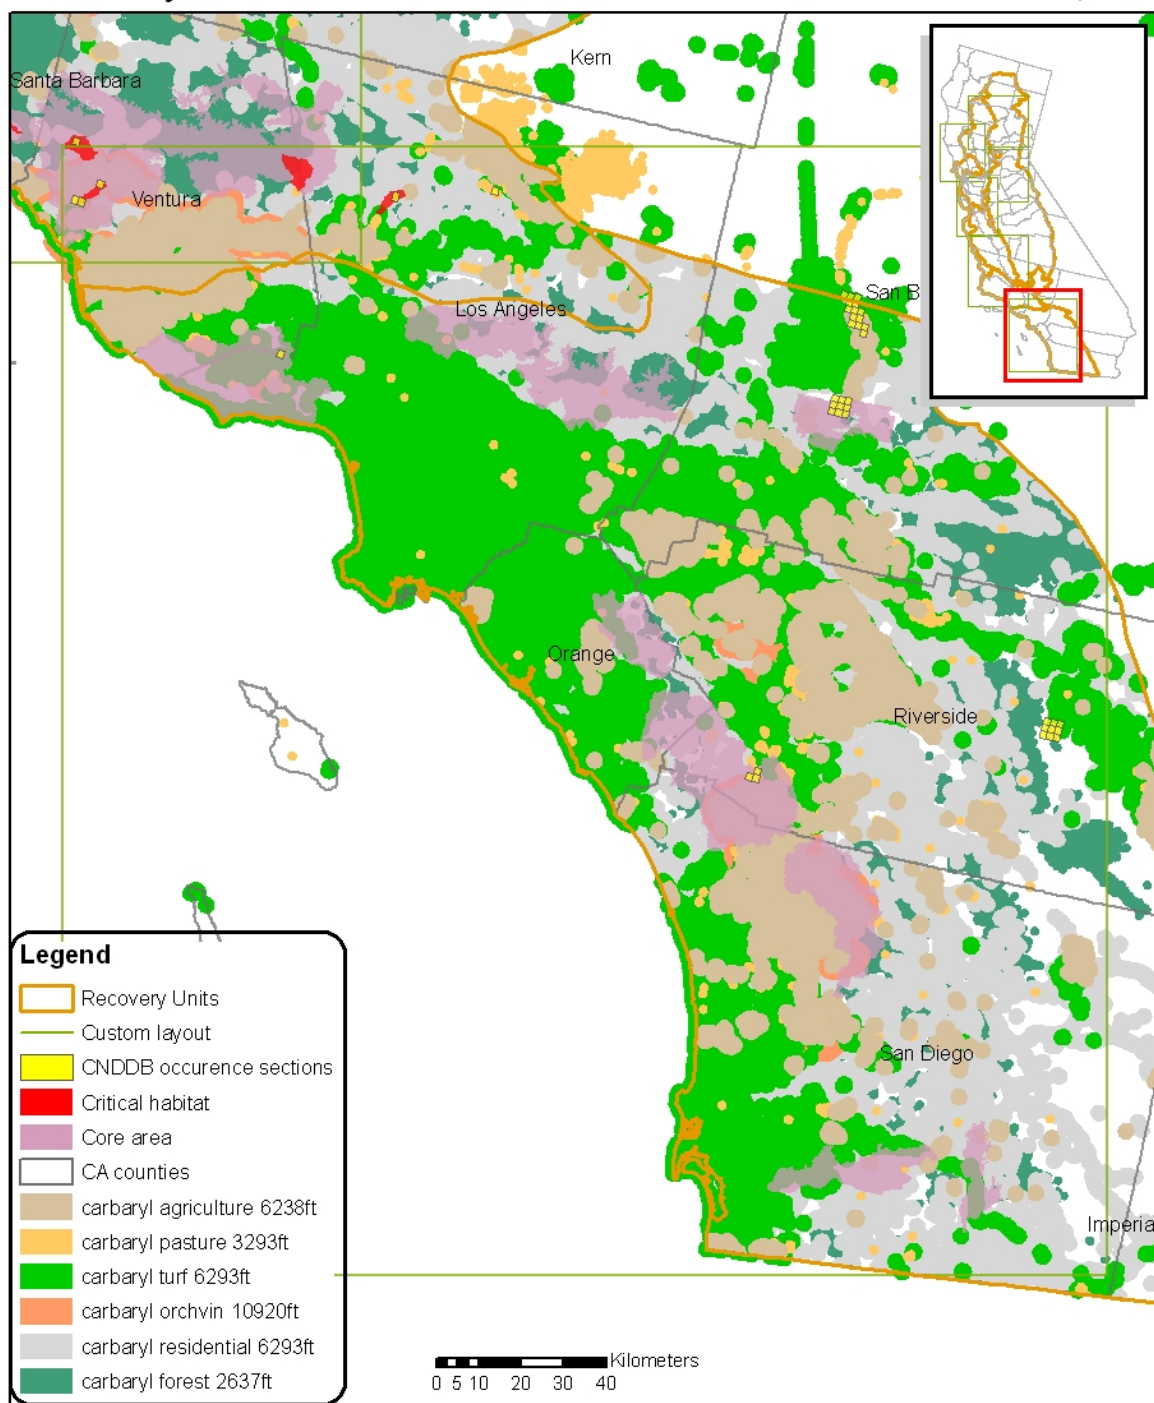 Kern
Santa Barbara
Ventura
San B
Los Angeles
Orange
Riverside
San Diego
Imperia
Legend
Recovery Units
Custom layout
CNDDB occurence sections
Critical habitat
Core area
CA counties
carbaryl agriculture 6238ft
carbaryl pasture 3293ft
carbaryl turf 6293ft
carbaryl orchvin 10920ft
carbaryl residential 6293ft
carbaryl forest 2637ft
Kilometers
0 5 10 20 30 40